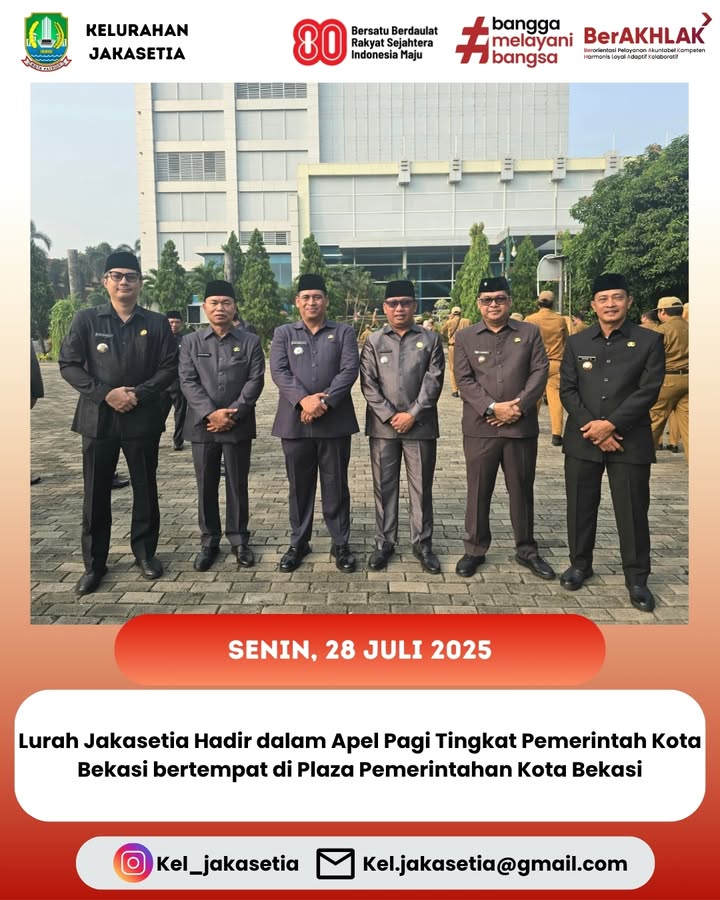 KELURAHAN
JAKASETIA
80
Bersatu Berdaulat
Rakyat Sejahtera
Indonesia Maju
#bangga
melayani
bangsa
BerAKHLAK
Berorientasi Pelayanan Akuntabel Kompeten
Harmonis Loyal Adaptif Kolaboratif
SENIN, 28 JULI 2025
Lurah Jakasetia Hadir dalam Apel Pagi Tingkat Pemerintah Kota
Bekasi bertempat di Plaza Pemerintahan Kota Bekasi
Kel_jakasetia
Kel.jakasetia@gmail.com